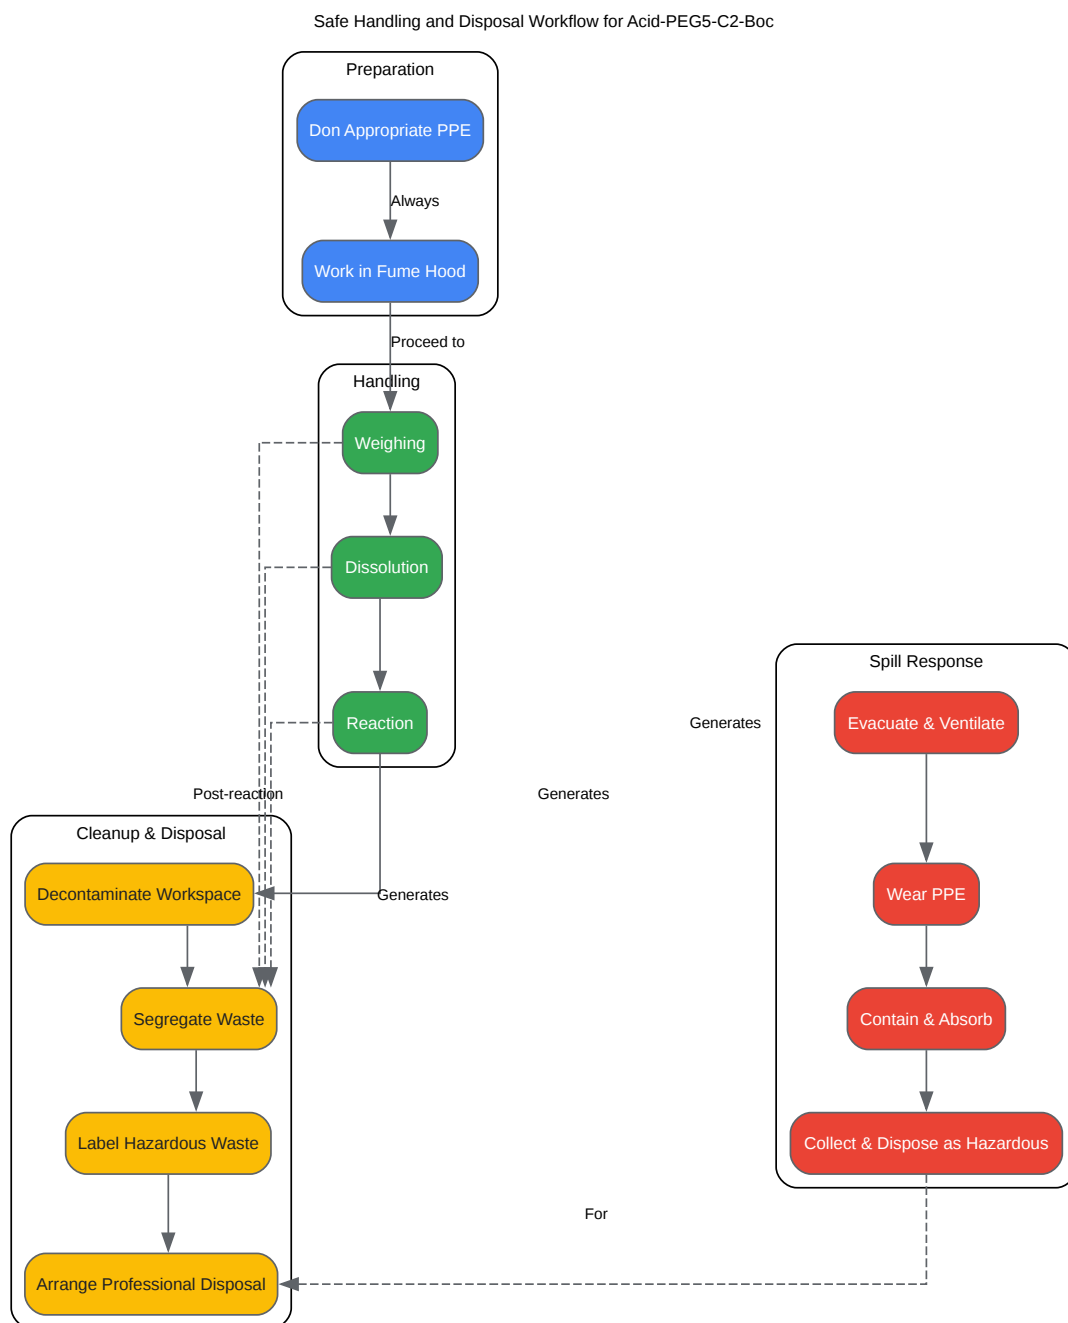 Safe Handling and Disposal Workflow for Acid-PEG5-C2-Boc
Preparation
Don Appropriate PPE
Always
Work in Fume Hood
Proceed to
Handling
Weighing
Dissolution
Reaction
Generates
Spill Response
Evacuate & Ventilate
Post-reaction
Generates
Cleanup & Disposal
Decontaminate Workspace
Generates
Wear PPE
Segregate Waste
Contain & Absorb
Label Hazardous Waste
Collect & Dispose as Hazardous
For
Arrange Professional Disposal